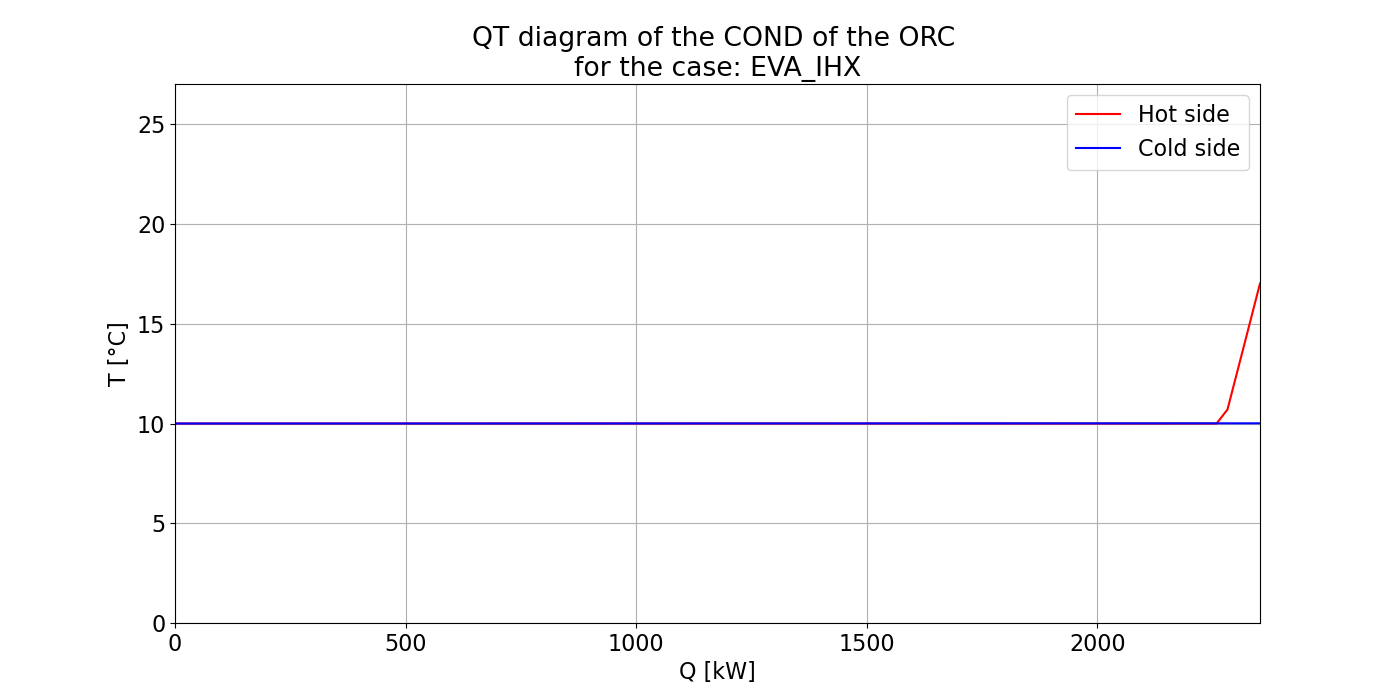 QT diagram of the COND of the ORC
for the case: EVA_IHX
Hot side
Cold side
25
20
15
10
5
0
T [°C]
0 500 1000 1500 2000
Q [kW]